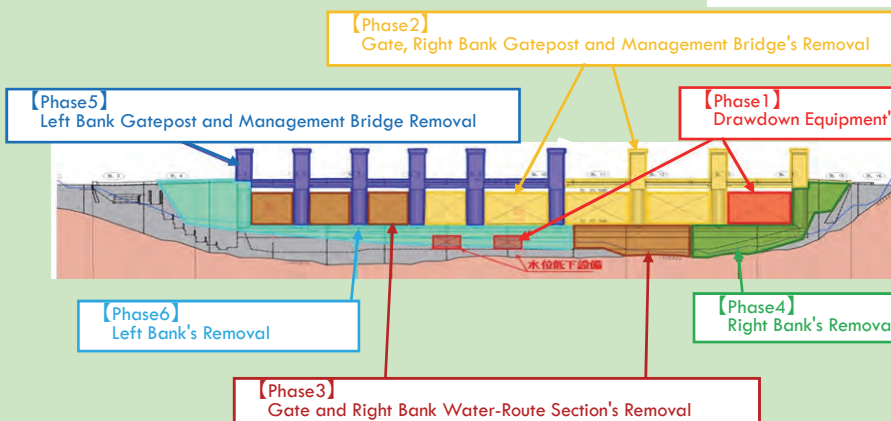 【Phase2】
Gate, Right Bank Gatepost and Management Bridge's Removal
【Phase5】
Left Bank Gatepost and Management Bridge Removal
【Phase1】
Drawdown Equipment'
水位低下設備
【Phase6】
Left Bank's Removal
【Phase4】
Right Bank's Remova
【Phase3】
Gate and Right Bank Water-Route Section's Removal